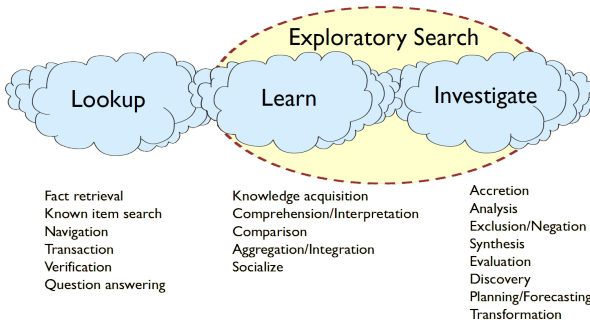 Exploratory Search
Lookup
Learn
Investigate
Fact retrieval
Known item search
Navigation
Transaction
Verification
Question answering
Knowledge acquisition
Comprehension/Interpretation
Comparison
Aggregation/Integration
Socialize
Accretion
Analysis
Exclusion/Negation
Synthesis
Evaluation
Discovery
Planning/Forecasting
Transformation